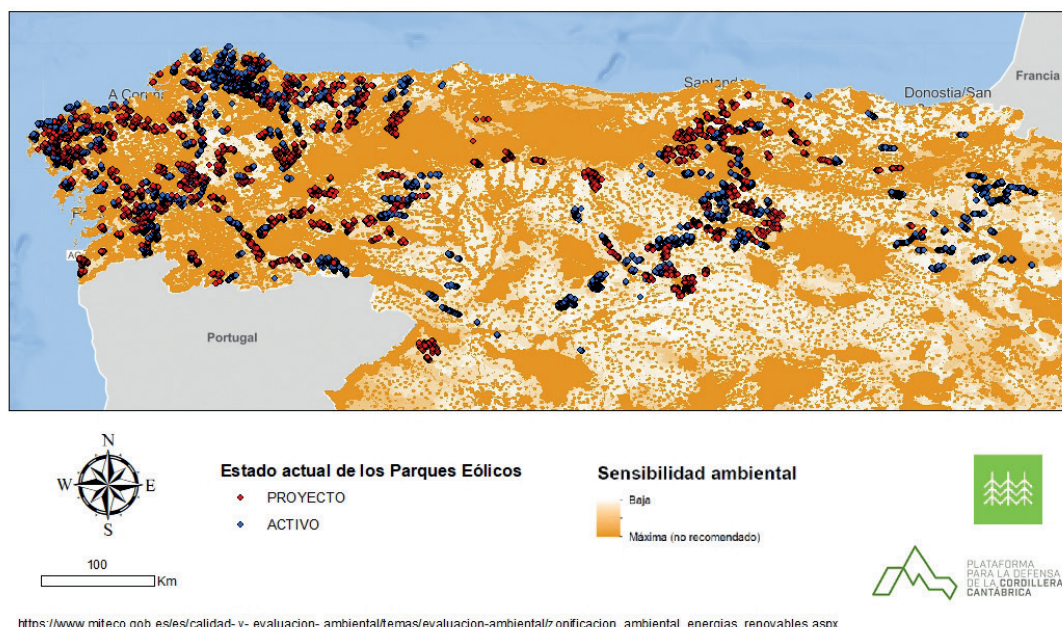 A Coruñ
Santande
Donostia/San
Francia
Portugal
N
W
E
S
100
Km
Estado actual de los Parques Eólicos
PROYECTO
ACTIVO
Sensibilidad ambiental
Baja
Máxima (no recomendado)
PLATAFORMA
PARA LA DEFENSA
DE LA CORDILLERA
CANTÁBRICA
https://www.miteco.gob.es/es/calidad-y-evaluacion-ambiental/temas/evaluacion-ambiental/zonificacion_ambiental_energias_renovables.aspx